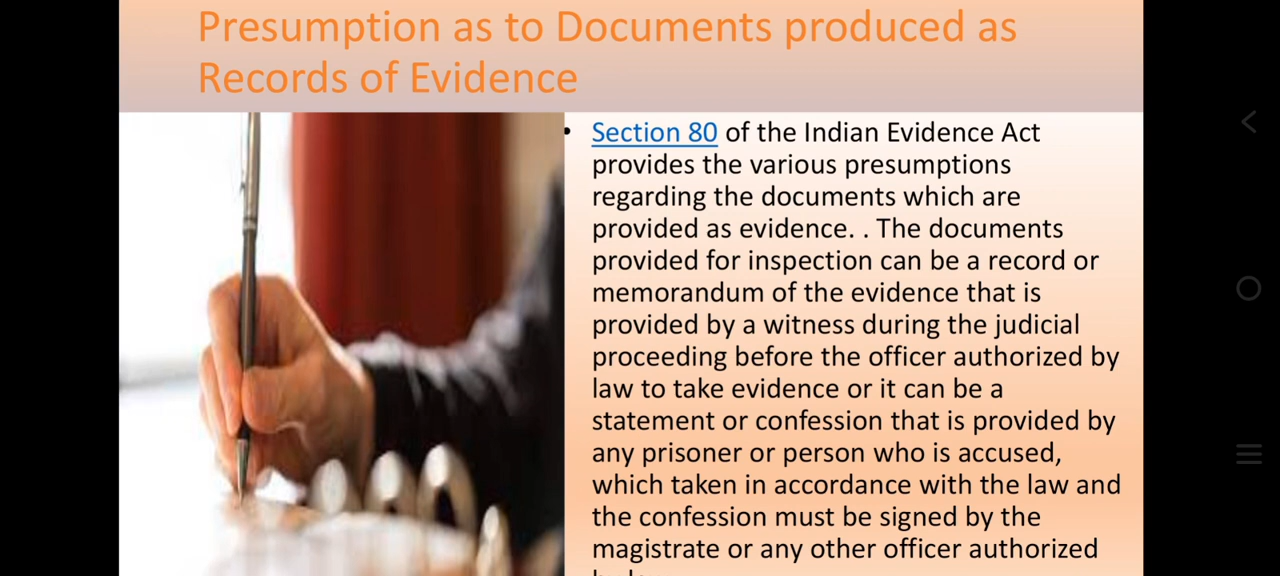 Presumption as to Documents produced as
Records of Evidence
• Section 80 of the Indian Evidence Act
provides the various presumptions
regarding the documents which are
provided as evidence. . The documents
provided for inspection can be a record or
memorandum of the evidence that is
provided by a witness during the judicial
proceeding before the officer authorized by
law to take evidence or it can be a
statement or confession that is provided by
any prisoner or person who is accused,
which taken in accordance with the law and
the confession must be signed by the
magistrate or any other officer authorized